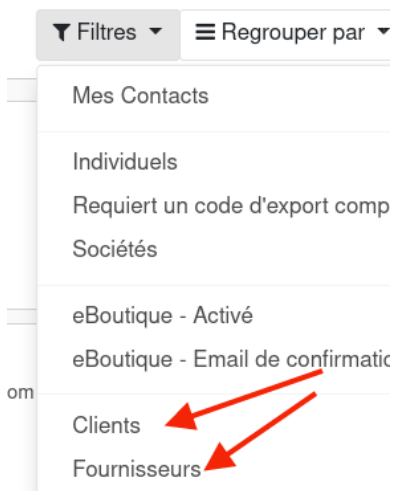 Filtres
Regrouper par
Mes Contacts
Individuels
Requiert un code d'export comp
Sociétés
eBoutique - Activé
eBoutique - Email de confirmatic
om
Clients
Fournisseurs